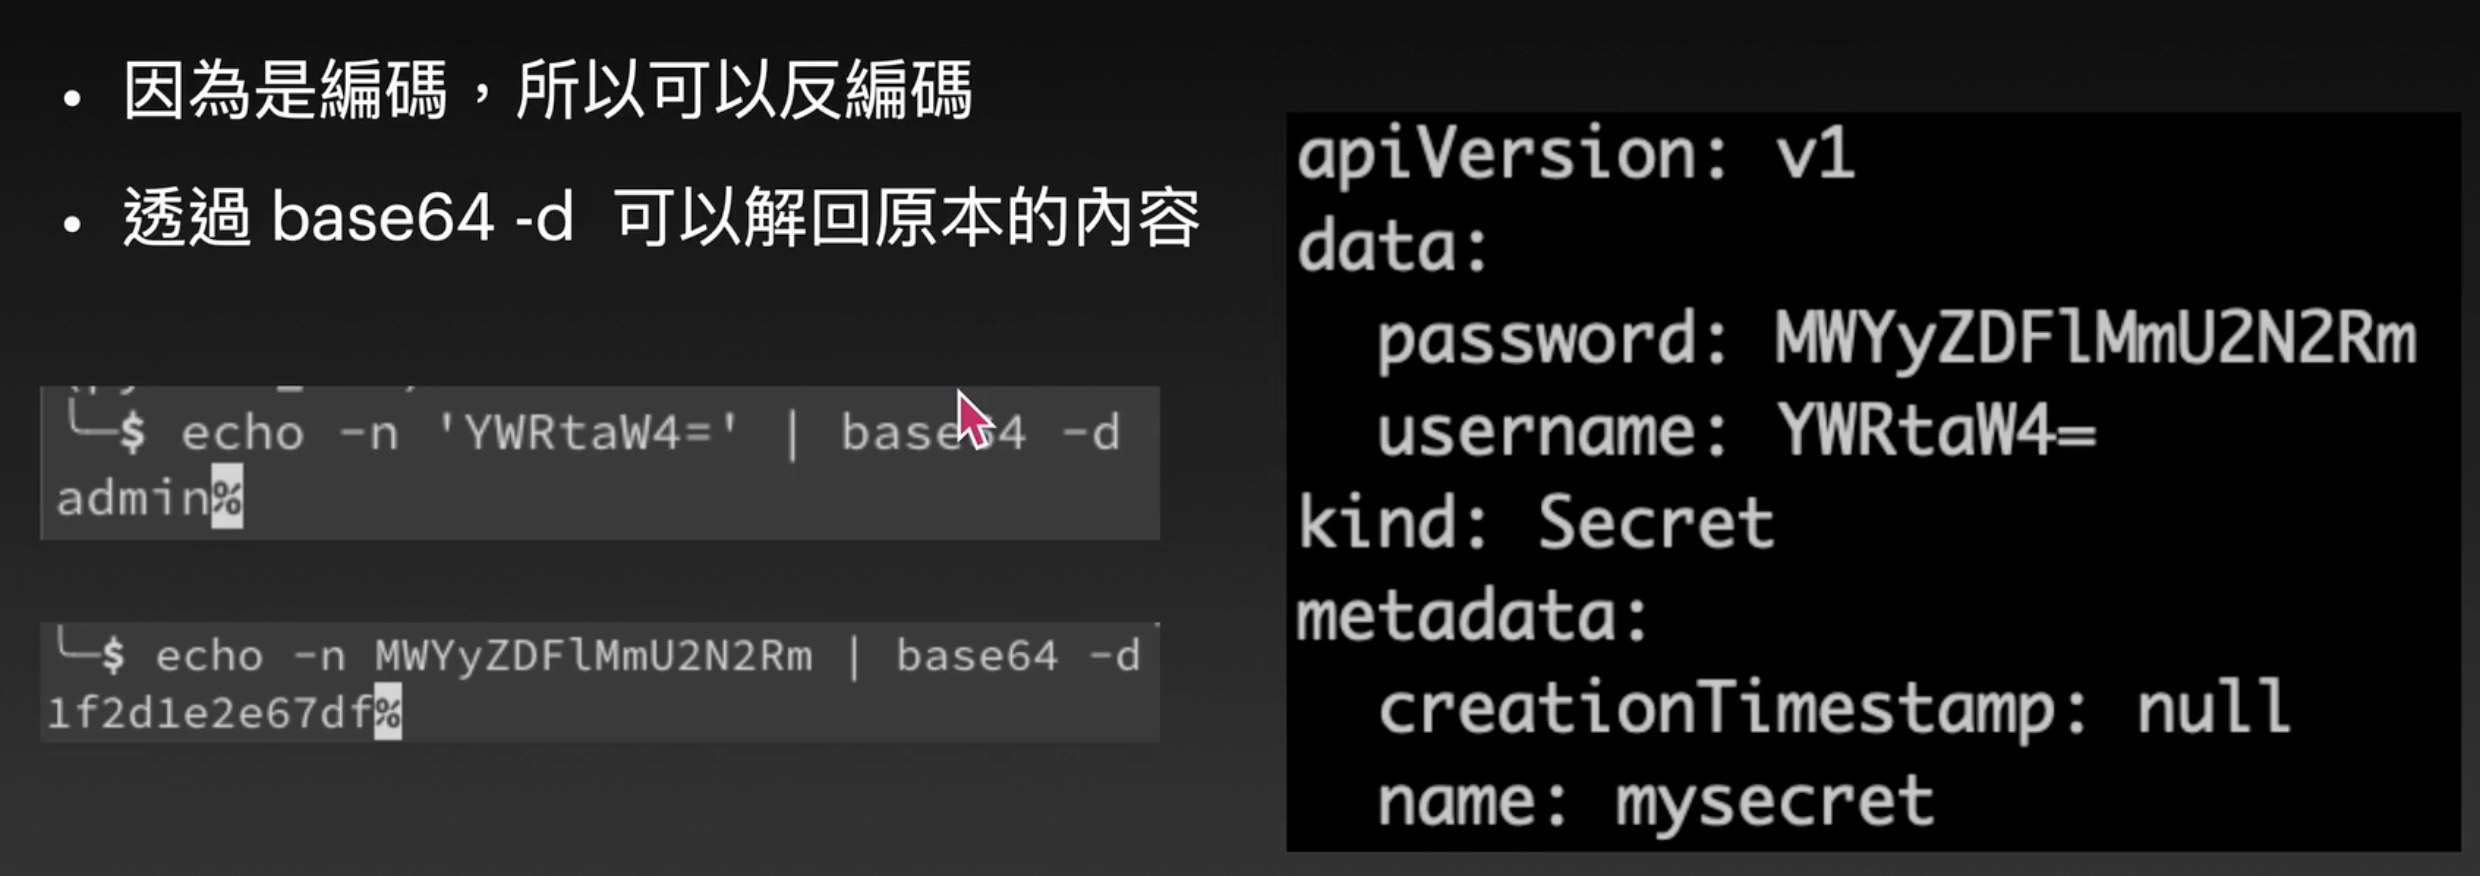 • 因為是編碼，所以可以反編碼
• 透過 base64 -d 可以解回原本的內容
└─$ echo -n 'YWRtaW4=' | base64 -d
admin%
└─$ echo -n MWYyZDFlMmU2N2Rm | base64 -d
1f2d1e2e67df%
apiVersion: v1
data:
  password: MWYyZDFlMmU2N2Rm
  username: YWRtaW4=
kind: Secret
metadata:
  creationTimestamp: null
  name: mysecret